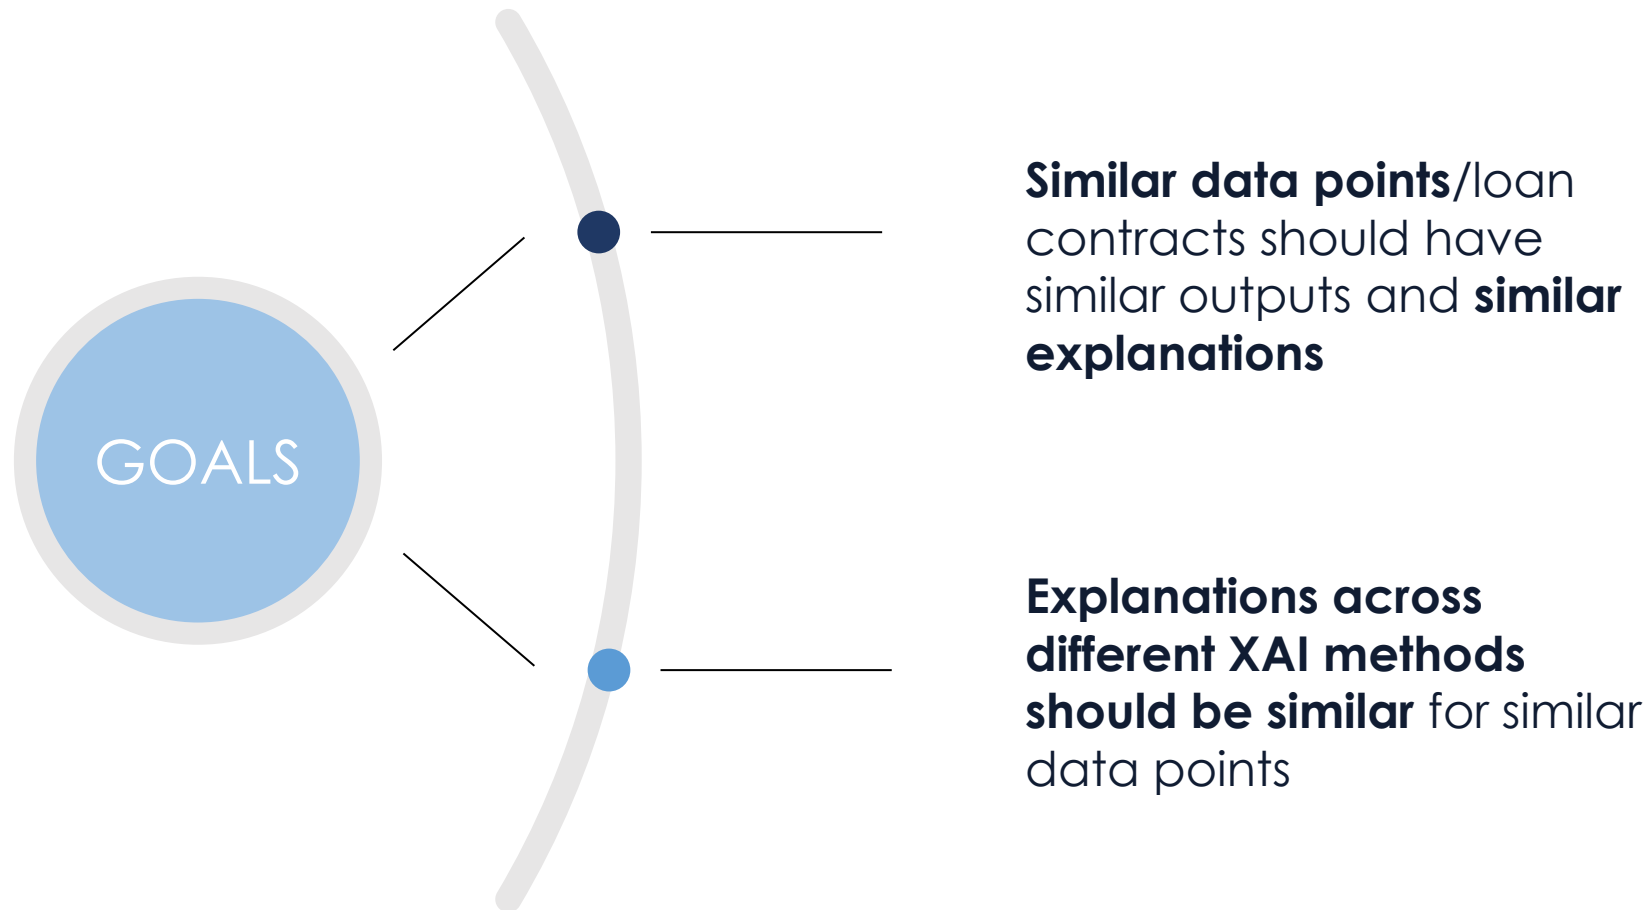 GOALS
Similar data points/loan
contracts should have
similar outputs and similar
explanations
Explanations across
different XAI methods
should be similar for similar
data points